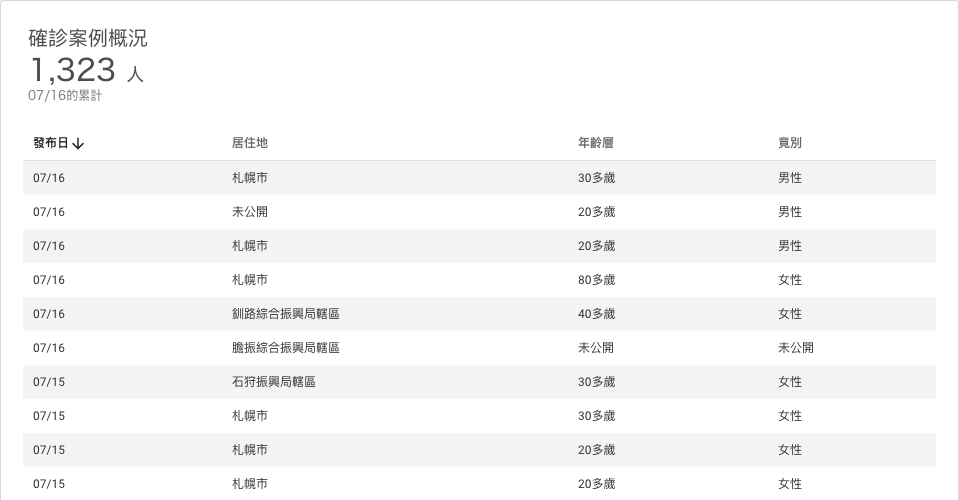 確診案例概況
1,323 人
07/16的累計
發布日↓ 居住地 年齡層 竟別
07/16 札幌市 30多歲 男性
07/16 未公開 20多歲 男性
07/16 札幌市 20多歲 男性
07/16 札幌市 80多歲 女性
07/16 釧路綜合振興局轄區 40多歲 女性
07/16 膽振綜合振興局轄區 未公開 未公開
07/15 石狩振興局轄區 30多歲 女性
07/15 札幌市 30多歲 女性
07/15 札幌市 20多歲 女性
07/15 札幌市 20多歲 女性